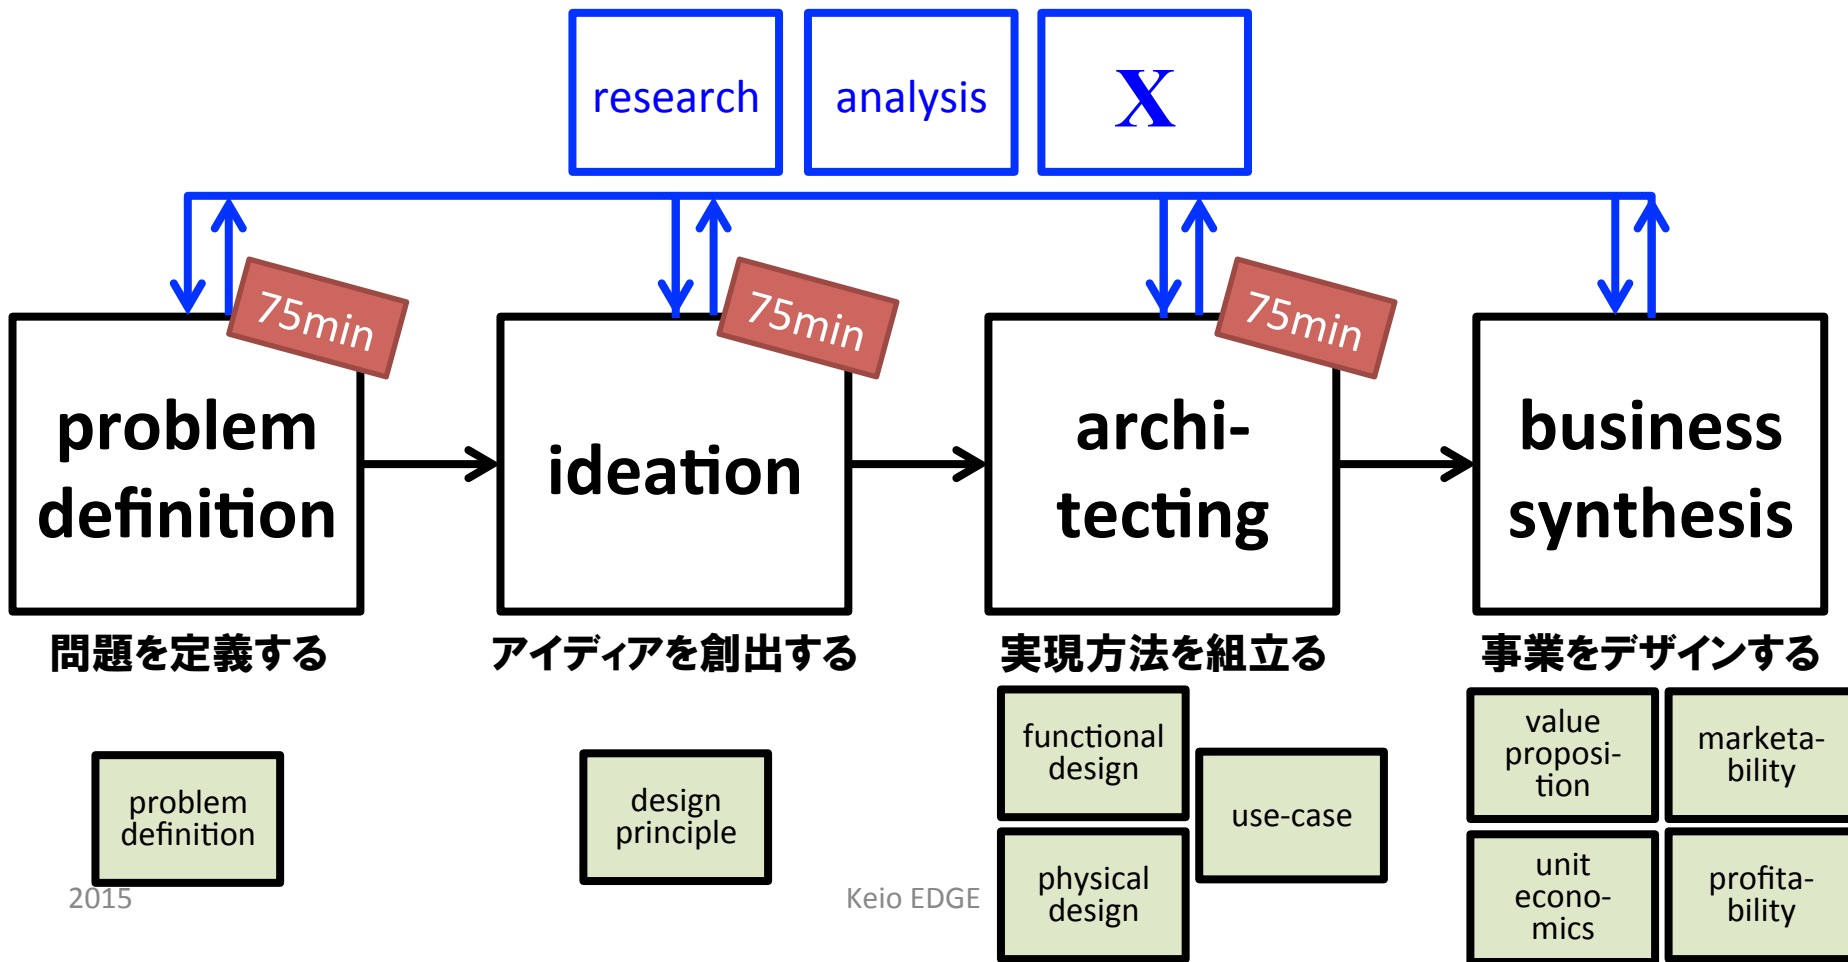 research
analysis
X
75min
75min
75min
problem
definition
ideation
archi-
tecting
business
synthesis
問題を定義する
アイディアを創出する
実現方法を組立る
事業をデザインする
problem
definition
design
principle
functional
design
use-case
physical
design
value
proposi-
tion
marketa-
bility
unit
econo-
mics
profita-
bility
2015
Keio EDGE